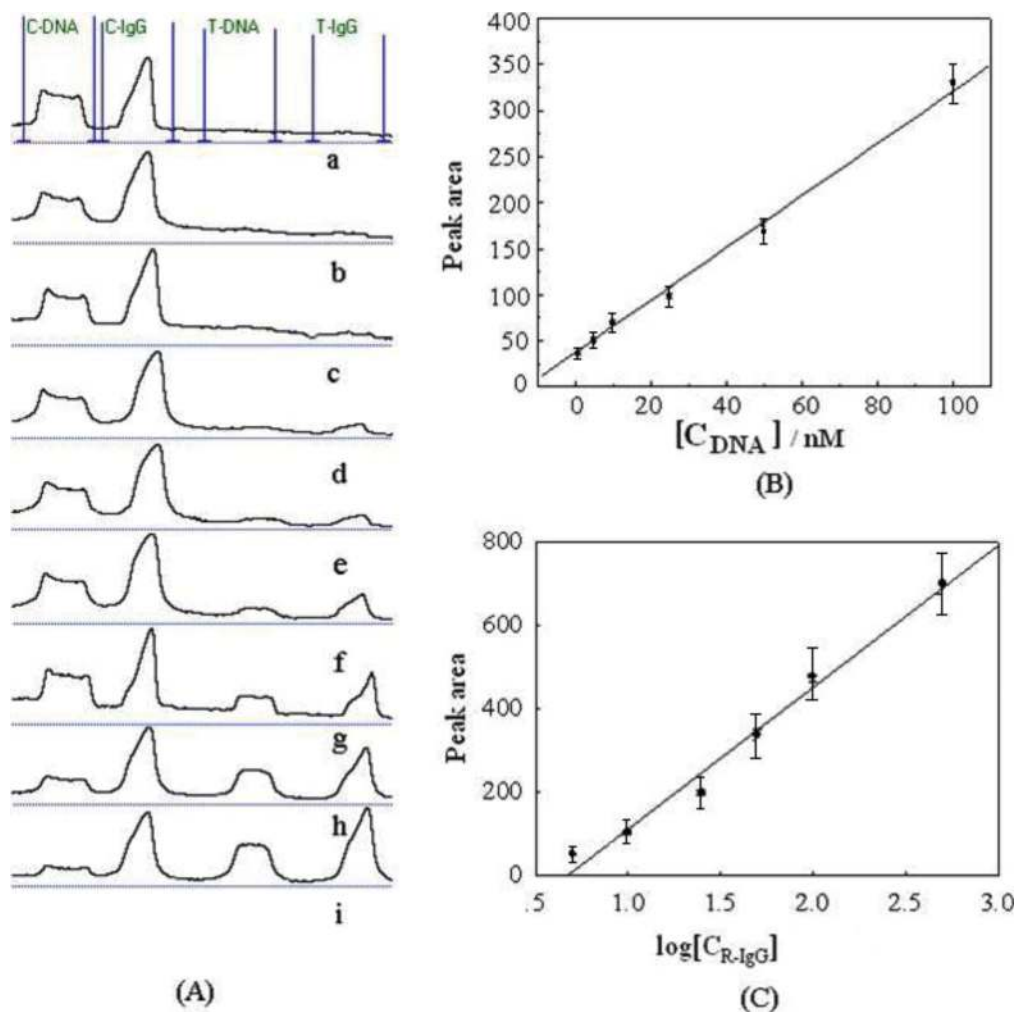 C-DNA C-IgG T-DNA T-IgG
a
b
c
d
e
f
g
h
i
(A)
400
350
300
250
200
150
100
50
0
Peak area
0 20 40 60 80 100
[C DNA ] / nM
(B)
800
600
400
200
0
Peak area
.5 1.0 1.5 2.0 2.5 3.0
log[C R-IgG]
(C)